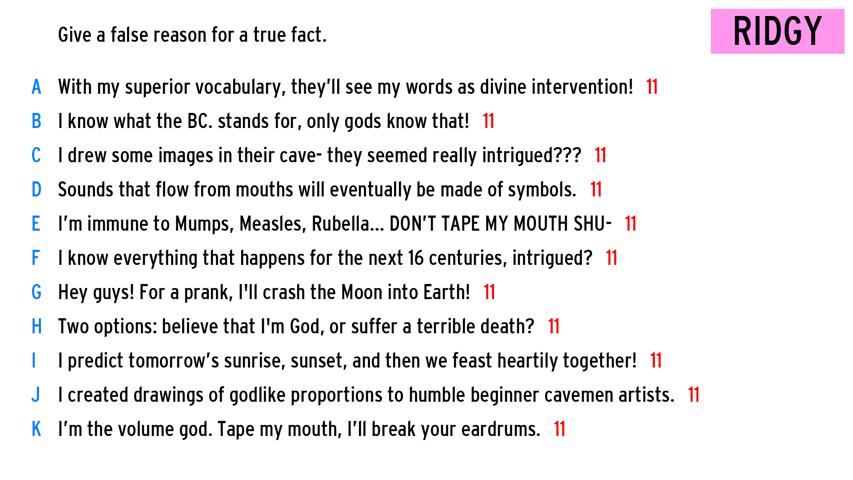 Give a false reason for a true fact.
RIDGY
A With my superior vocabulary, they'll see my words as divine intervention! 11
B I know what the BC. stands for, only gods know that! 11
C I drew some images in their cave- they seemed really intrigued??? 11
D Sounds that flow from mouths will eventually be made of symbols. 11
E I'm immune to Mumps, Measles, Rubella... DON'T TAPE MY MOUTH SHU- 11
F I know everything that happens for the next 16 centuries, intrigued? 11
G Hey guys! For a prank, I'll crash the Moon into Earth! 11
H Two options: believe that I'm God, or suffer a terrible death? 11
I I predict tomorrow's sunrise, sunset, and then we feast heartily together! 11
J I created drawings of godlike proportions to humble beginner cavemen artists. 11
K I'm the volume god. Tape my mouth, I'll break your eardrums. 11